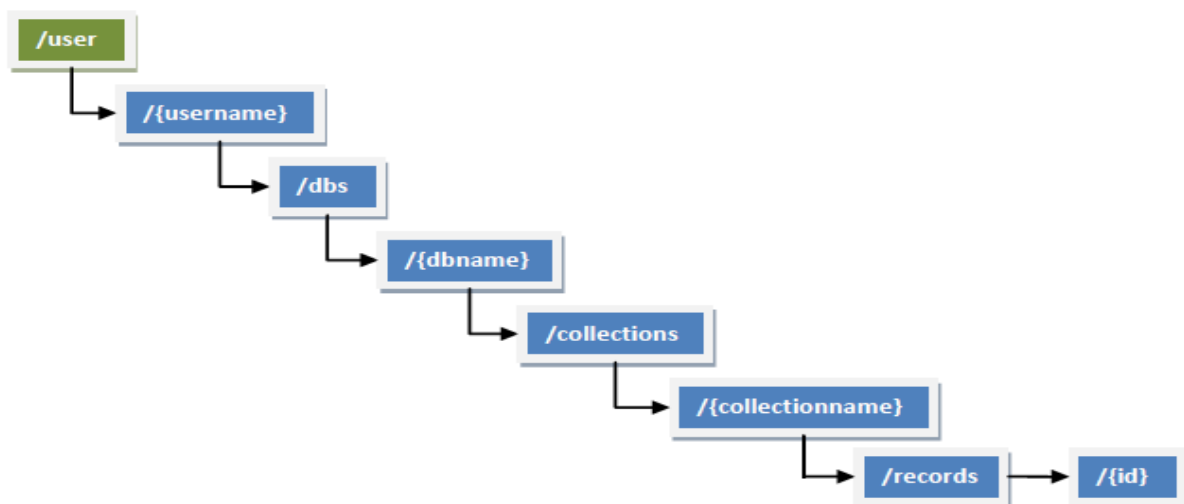 /user
/{username}
/dbs
/{dbname}
/collections
/{collectionname}
/records
/{id}